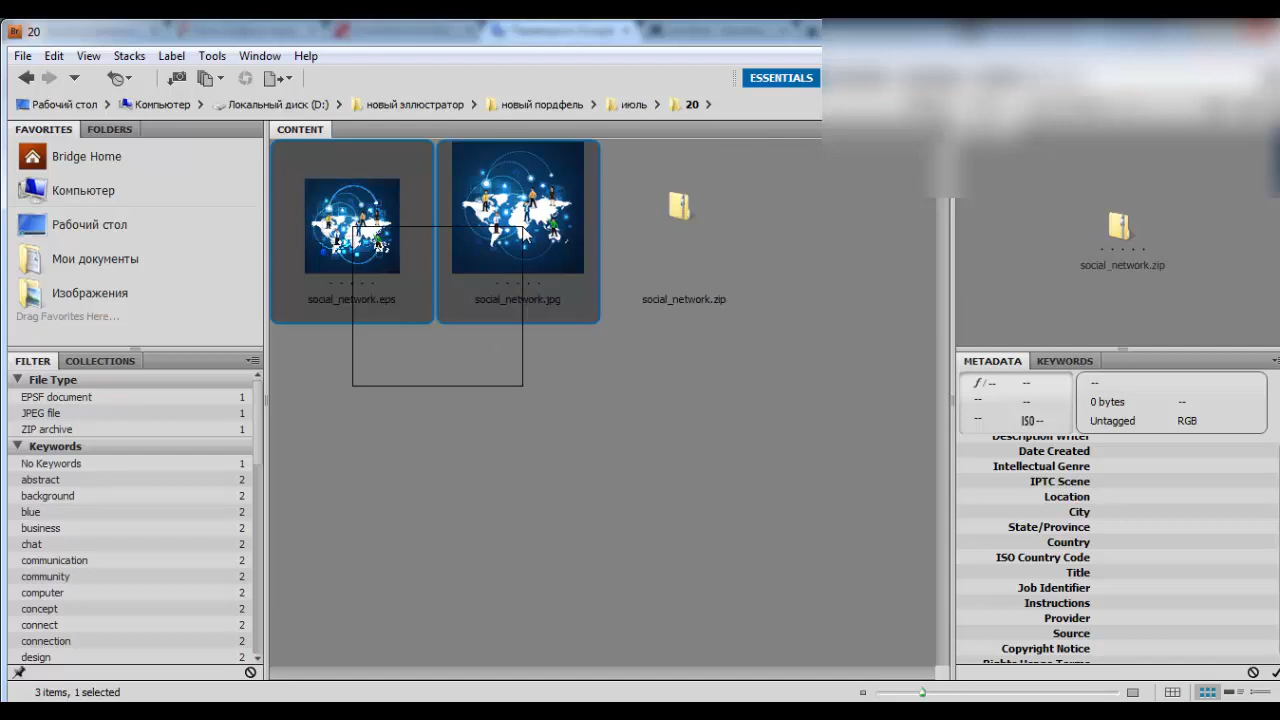 Br 20
File Edit View Stacks Label Tools Window Help
ESSENTIALS
Рабочий стол Компьютер Локальный диск (D:) новый эллюстратор новый пордфель июль 20
FAVORITES FOLDERS
CONTENT
Bridge Home
Компьютер
Рабочий стол
Мои документы
Изображения
Drag Favorites Here...
social_network.eps
social_network.jpg
social_network.zip
social_network.zip
FILTER COLLECTIONS
File Type
EPSF document 1
JPEG file 1
ZIP archive 1
Keywords
No Keywords 1
abstract 2
background 2
blue 2
business 2
chat 2
communication 2
community 2
computer 2
concept 2
connect 2
connection 2
design 2
METADATA KEYWORDS
ƒ/-- -- --
-- -- 0 bytes --
-- ISO -- Untagged RGB
Description Writer
Date Created
Intellectual Genre
IPTC Scene
Location
City
State/Province
Country
ISO Country Code
Title
Job Identifier
Instructions
Provider
Source
Copyright Notice
Rights Usage Terms
3 items, 1 selected